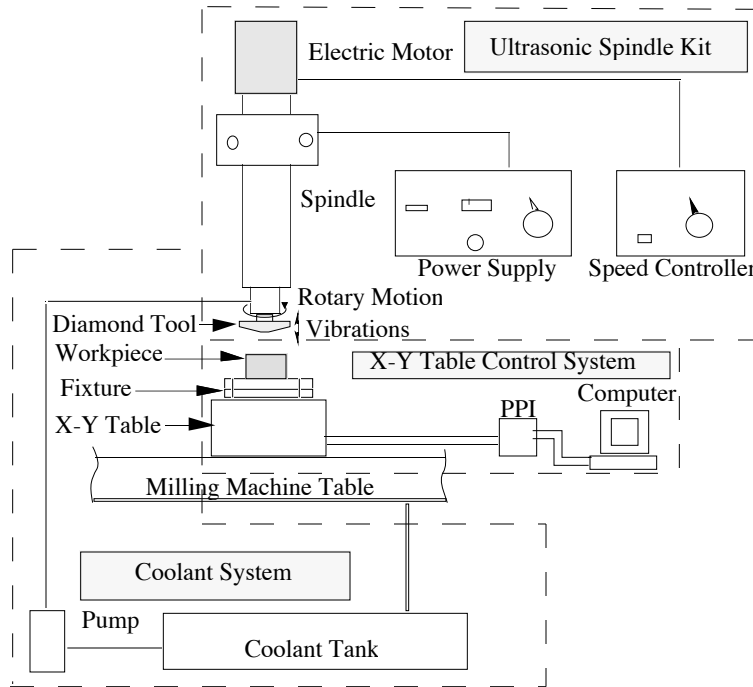 Electric Motor
Ultrasonic Spindle Kit
Spindle
Power Supply
Speed Controller
Rotary Motion
Diamond Tool
Vibrations
Workpiece
X-Y Table Control System
Fixture
Computer
X-Y Table
PPI
Milling Machine Table
Coolant System
Pump
Coolant Tank